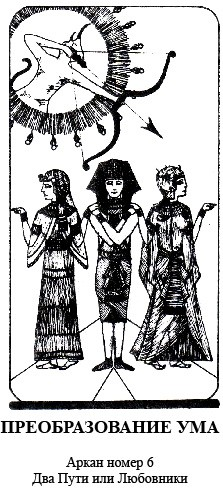 ПРЕОБРАЗОВАНИЕ УМА
Аркан номер 6
Два Пути или Любовники